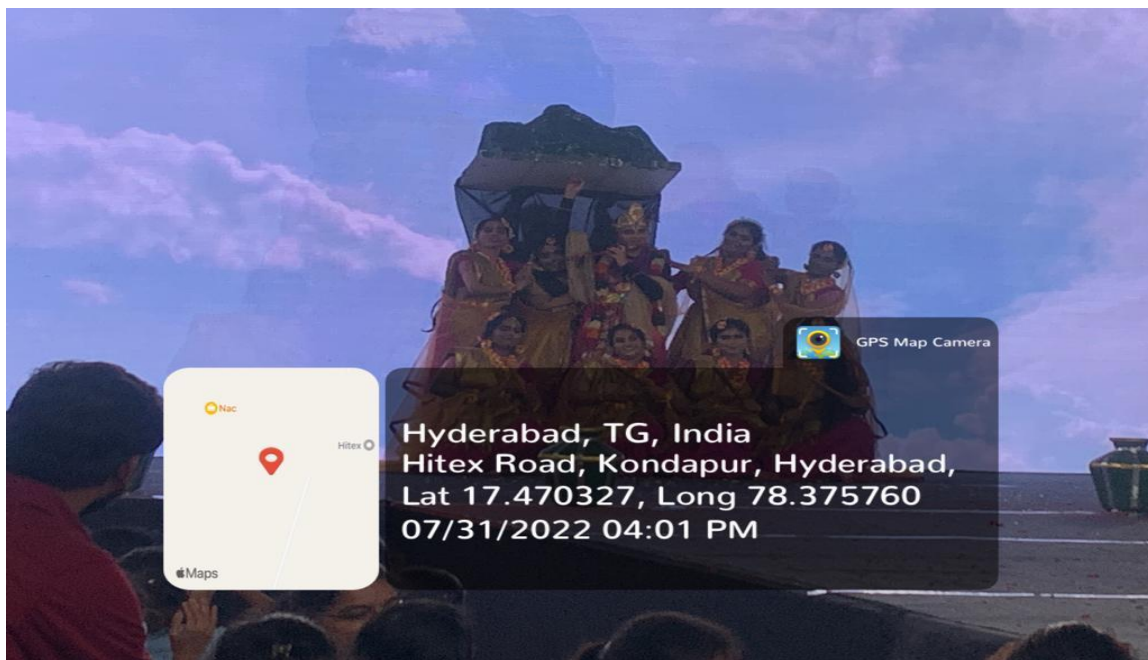 GPS Map Camera
Nac
Hitex
Maps
Hyderabad, TG, India
Hitex Road, Kondapur, Hyderabad,
Lat 17.470327, Long 78.375760
07/31/2022 04:01 PM